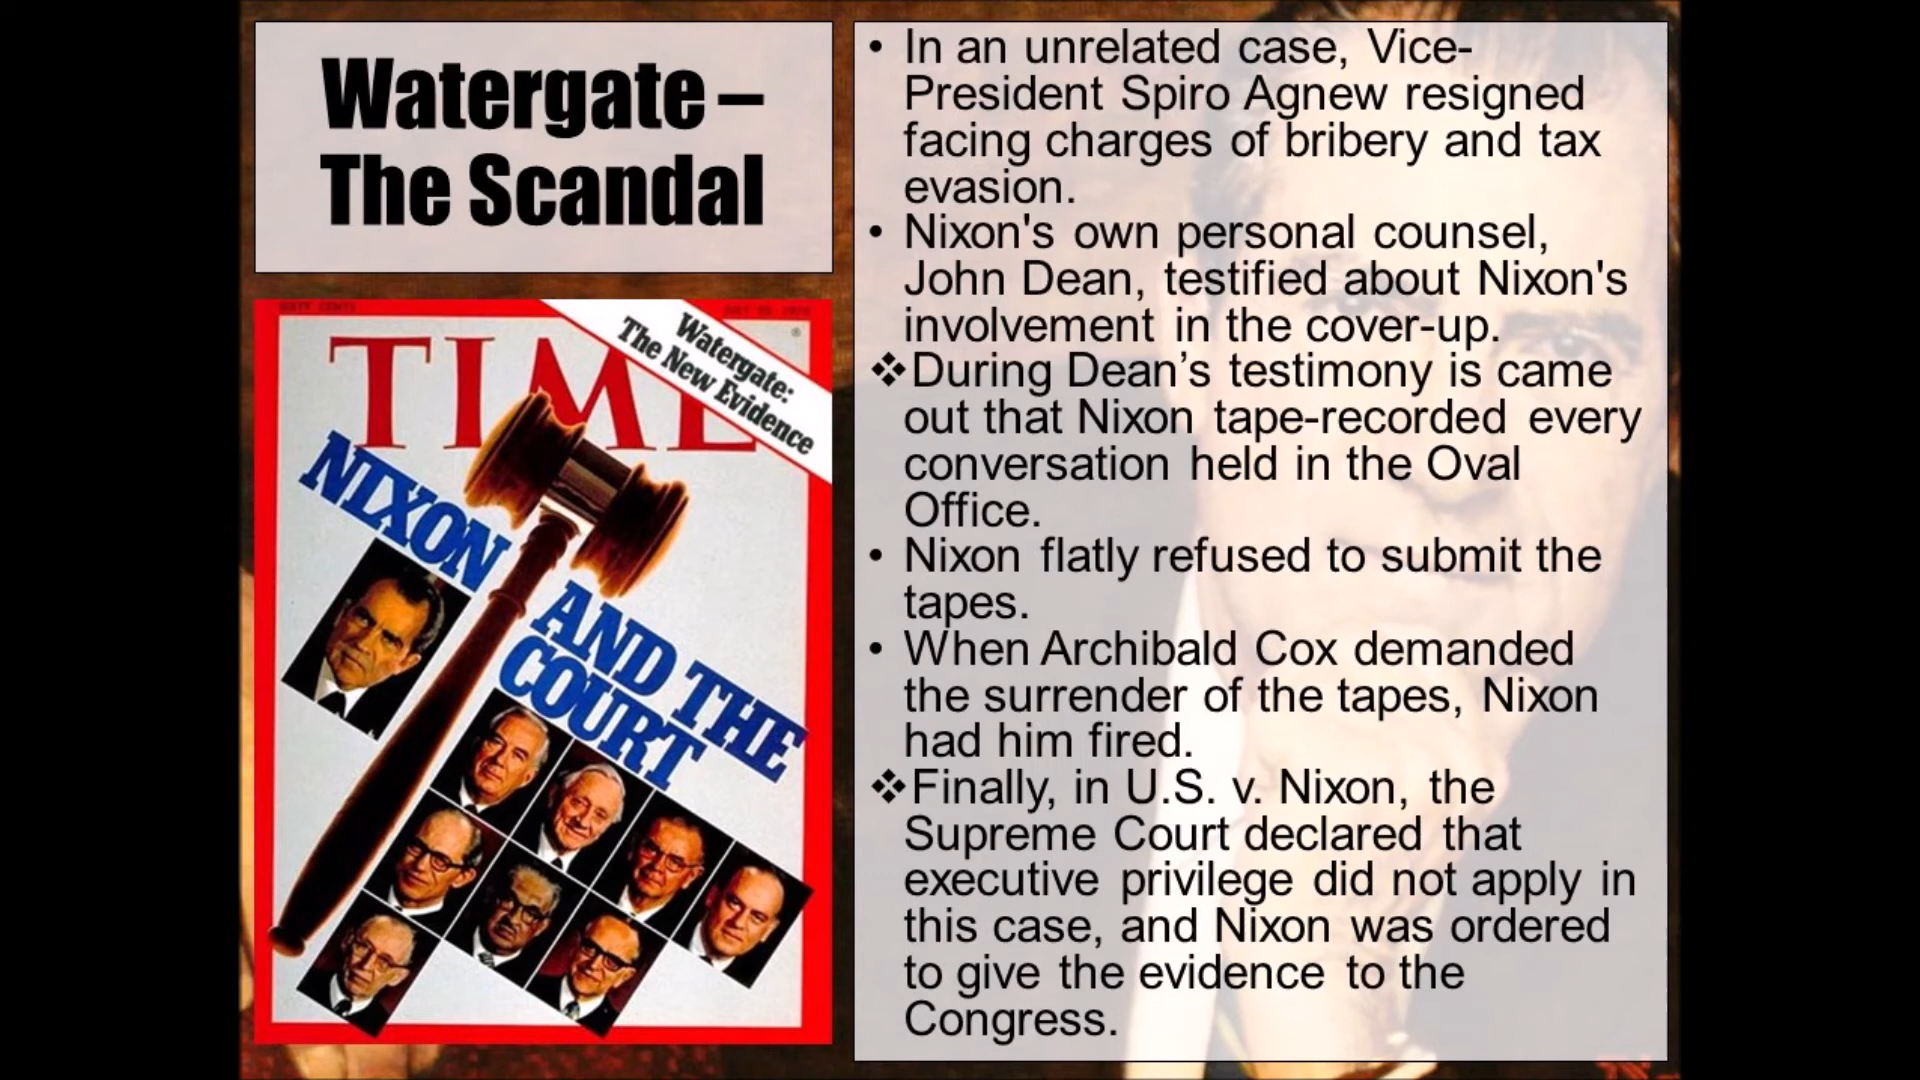 Watergate –
The Scandal
SIXTY CENTS
TIME
Watergate:
The New Evidence
NIXON
AND THE
COURT
• In an unrelated case, Vice-
President Spiro Agnew resigned
facing charges of bribery and tax
evasion.
• Nixon's own personal counsel,
John Dean, testified about Nixon's
involvement in the cover-up.
❖During Dean’s testimony is came
out that Nixon tape-recorded every
conversation held in the Oval
Office.
• Nixon flatly refused to submit the
tapes.
• When Archibald Cox demanded
the surrender of the tapes, Nixon
had him fired.
❖Finally, in U.S. v. Nixon, the
Supreme Court declared that
executive privilege did not apply in
this case, and Nixon was ordered
to give the evidence to the
Congress.